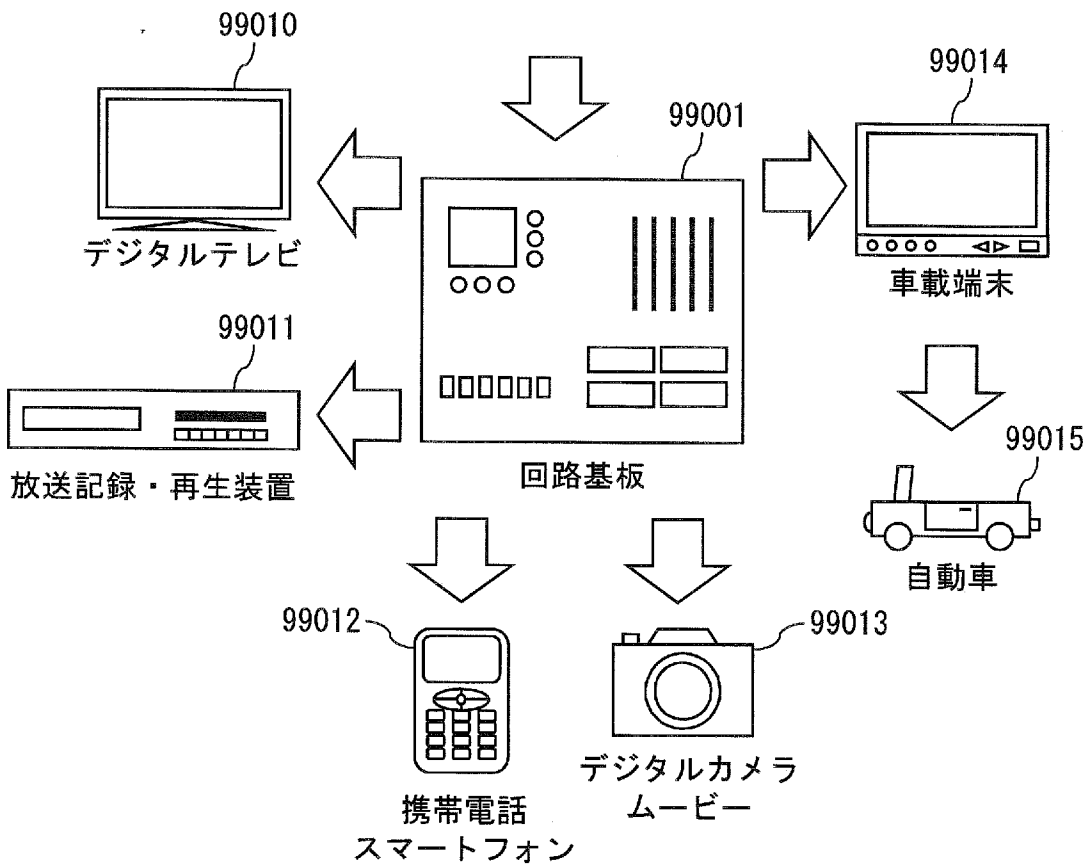 99010
デジタルテレビ
99001
99014
車載端末
99011
放送記録・再生装置
回路基板
99015
自動車
99012
携帯電話
スマートフォン
99013
デジタルカメラ
ムービー